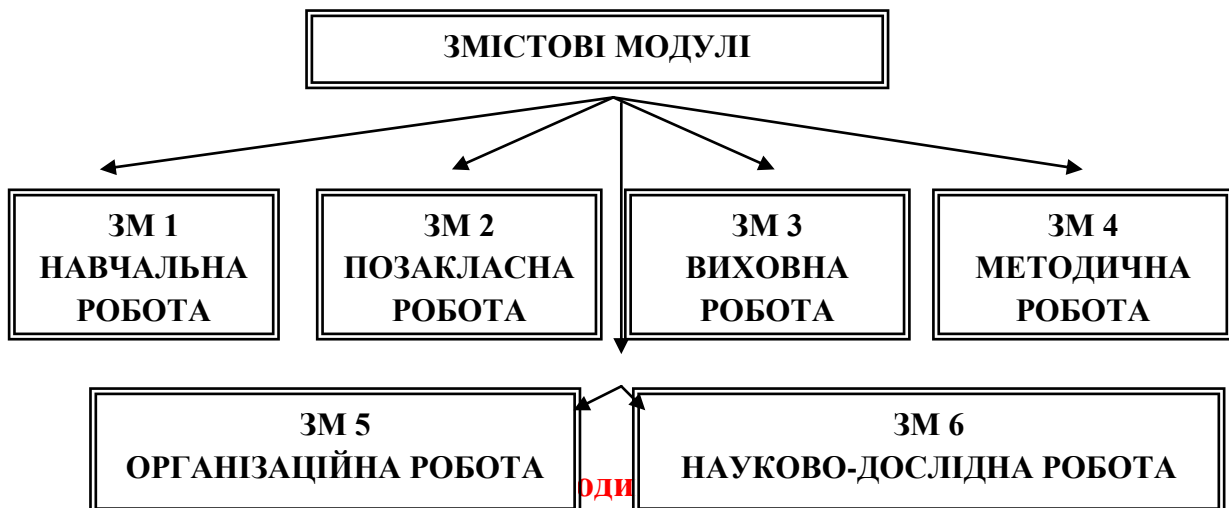 ЗМІСТОВІ МОДУЛІ
ЗМ 1
НАВЧАЛЬНА
РОБОТА
ЗМ 2
ПОЗАКЛАСНА
РОБОТА
ЗМ 3
ВИХОВНА
РОБОТА
ЗМ 4
МЕТОДИЧНА
РОБОТА
ЗМ 5
ОРГАНІЗАЦІЙНА РОБОТА
ЗМ 6
НАУКОВО-ДОСЛІДНА РОБОТА